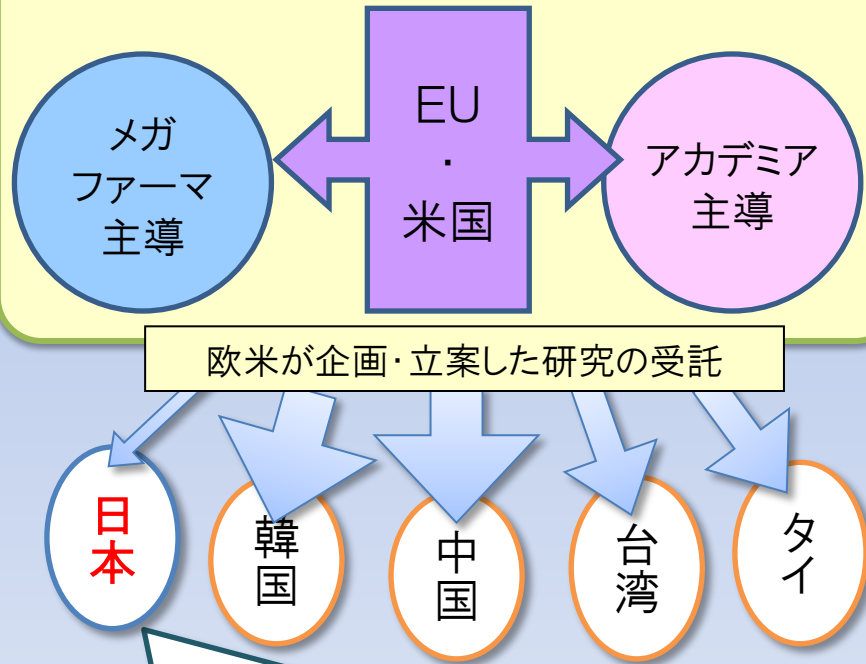 メガ
ファーマ
主導
EU
・
米国
アカデミア
主導
欧米が企画・立案した研究の受託
日本
韓国
中国
台湾
タイ